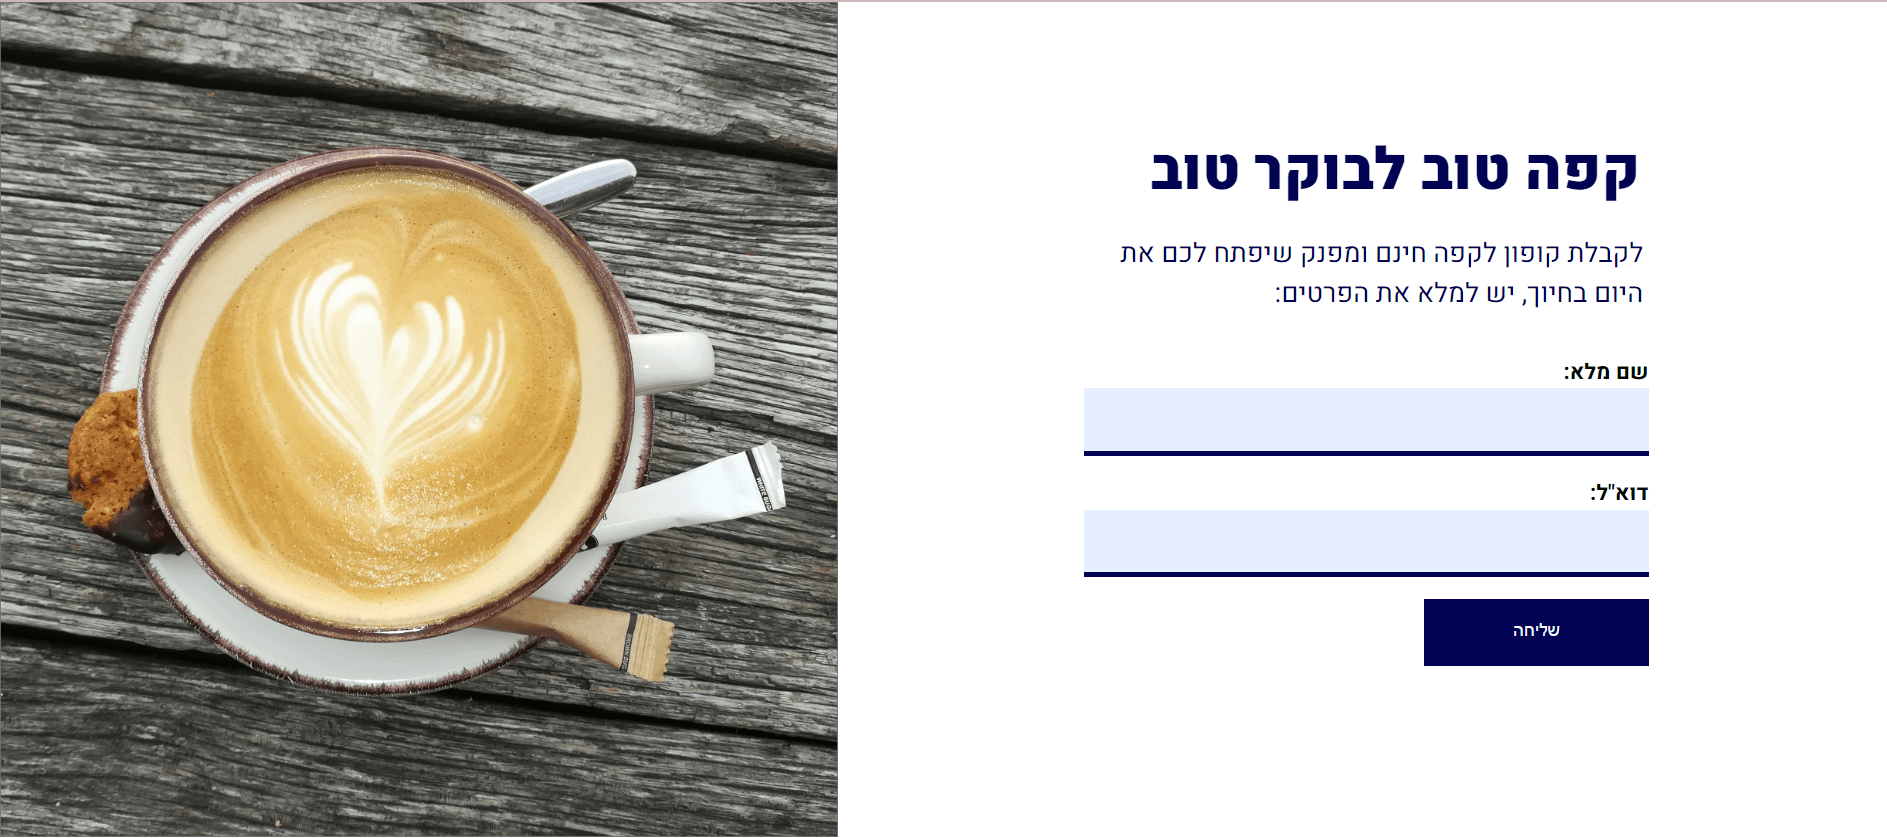 קפה טוב לבוקר טוב
לקבלת קופון לקפה חינם ומפנק שיפתח לכם את
היום בחיוך, יש למלא את הפרטים:
שם מלא:
דוא"ל:
שליחה